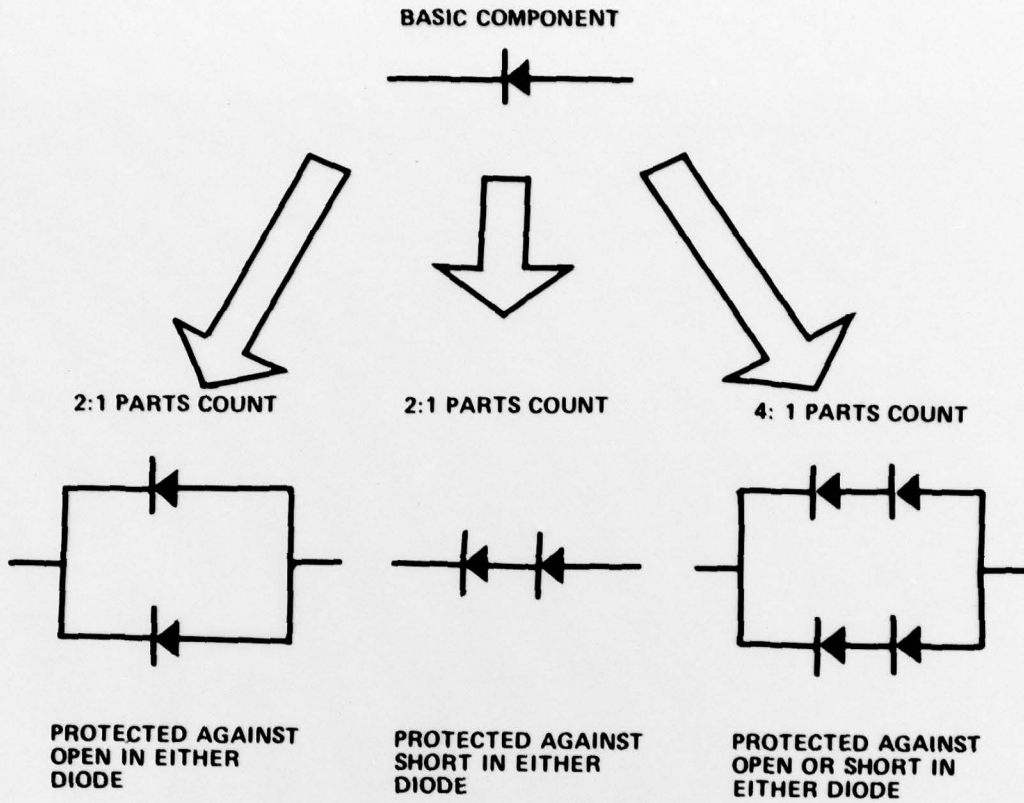 BASIC COMPONENT
2:1 PARTS COUNT
2:1 PARTS COUNT
4: 1 PARTS COUNT
PROTECTED AGAINST
OPEN IN EITHER
DIODE
PROTECTED AGAINST
SHORT IN EITHER
DIODE
PROTECTED AGAINST
OPEN OR SHORT IN
EITHER DIODE